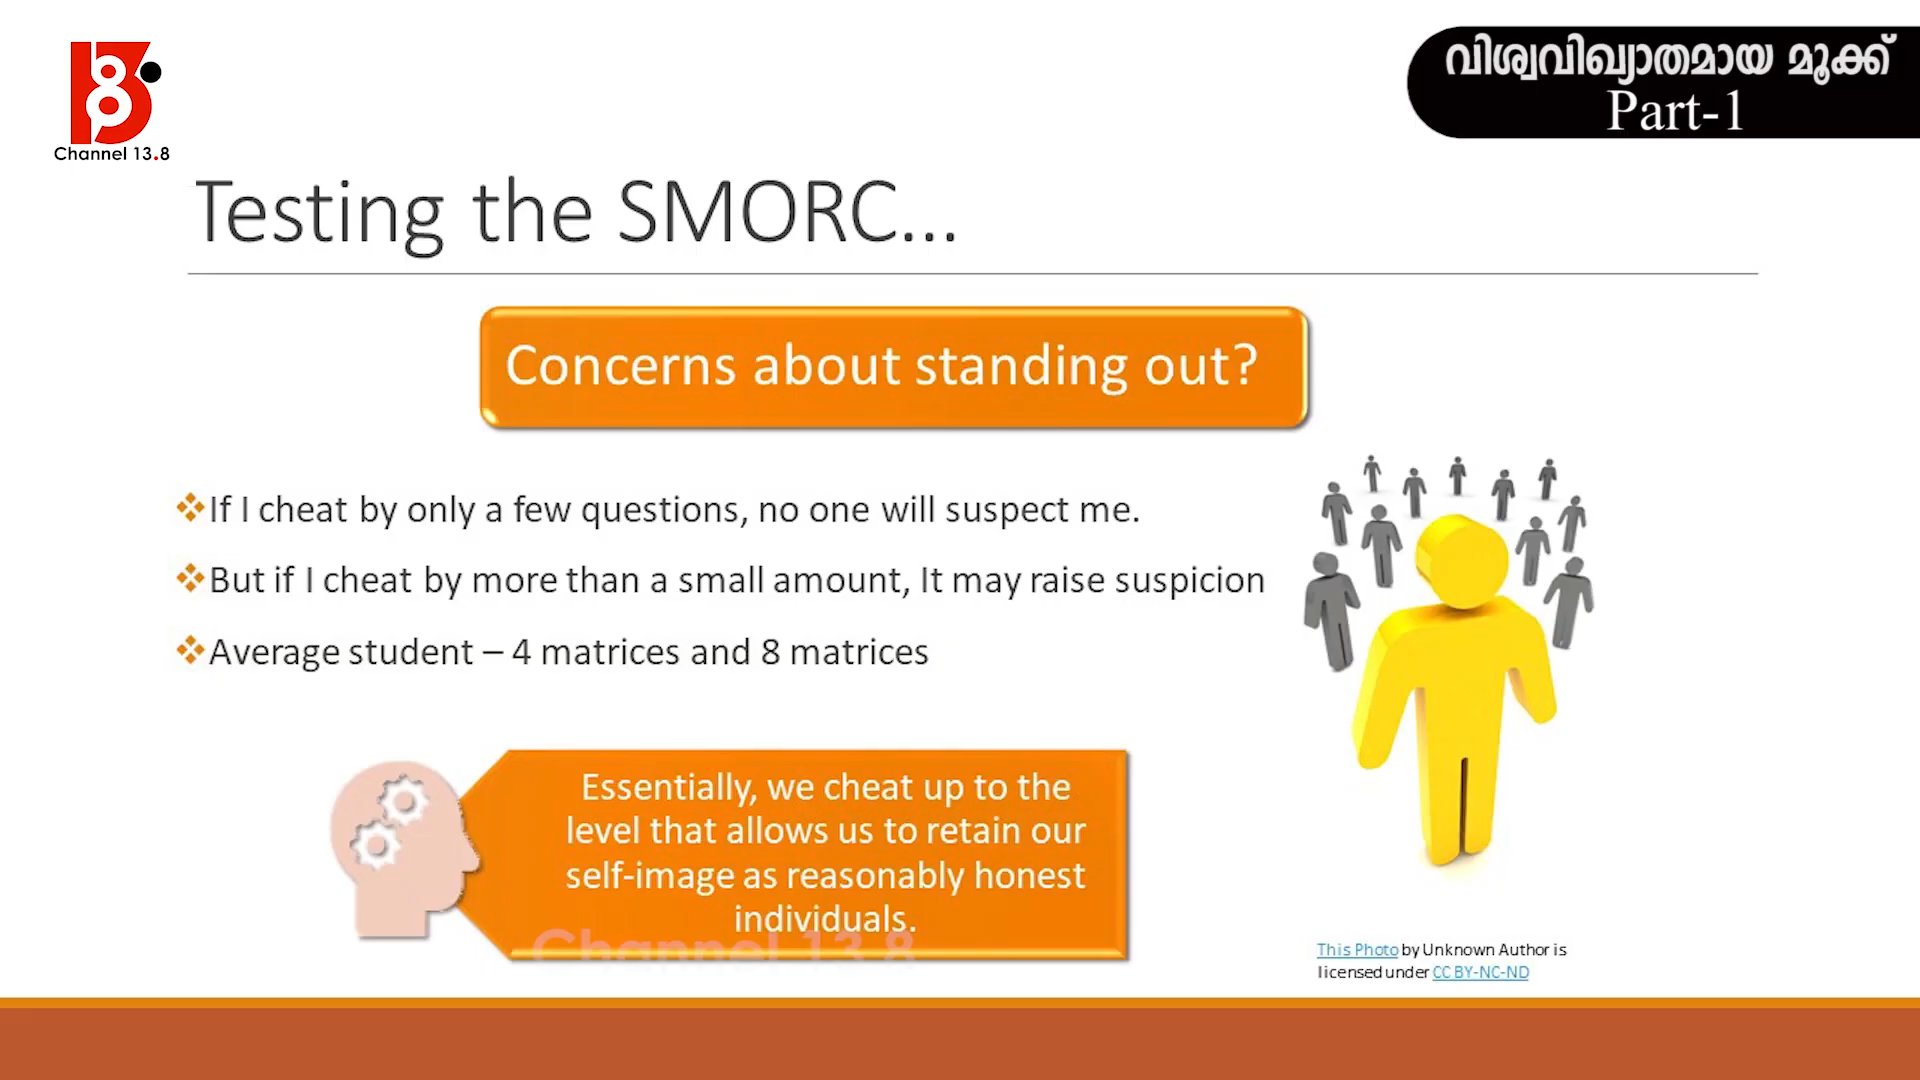 Channel 13.8
വിശ്വവിഖ്യാതമായ മൂക്ക്
Part-1
Testing the SMORC...
Concerns about standing out?
If I cheat by only a few questions, no one will suspect me.
But if I cheat by more than a small amount, It may raise suspicion
Average student – 4 matrices and 8 matrices
Essentially, we cheat up to the
level that allows us to retain our
self-image as reasonably honest
individuals.
Channel 13.8
This Photo by Unknown Author is
licensed under CC BY-NC-ND